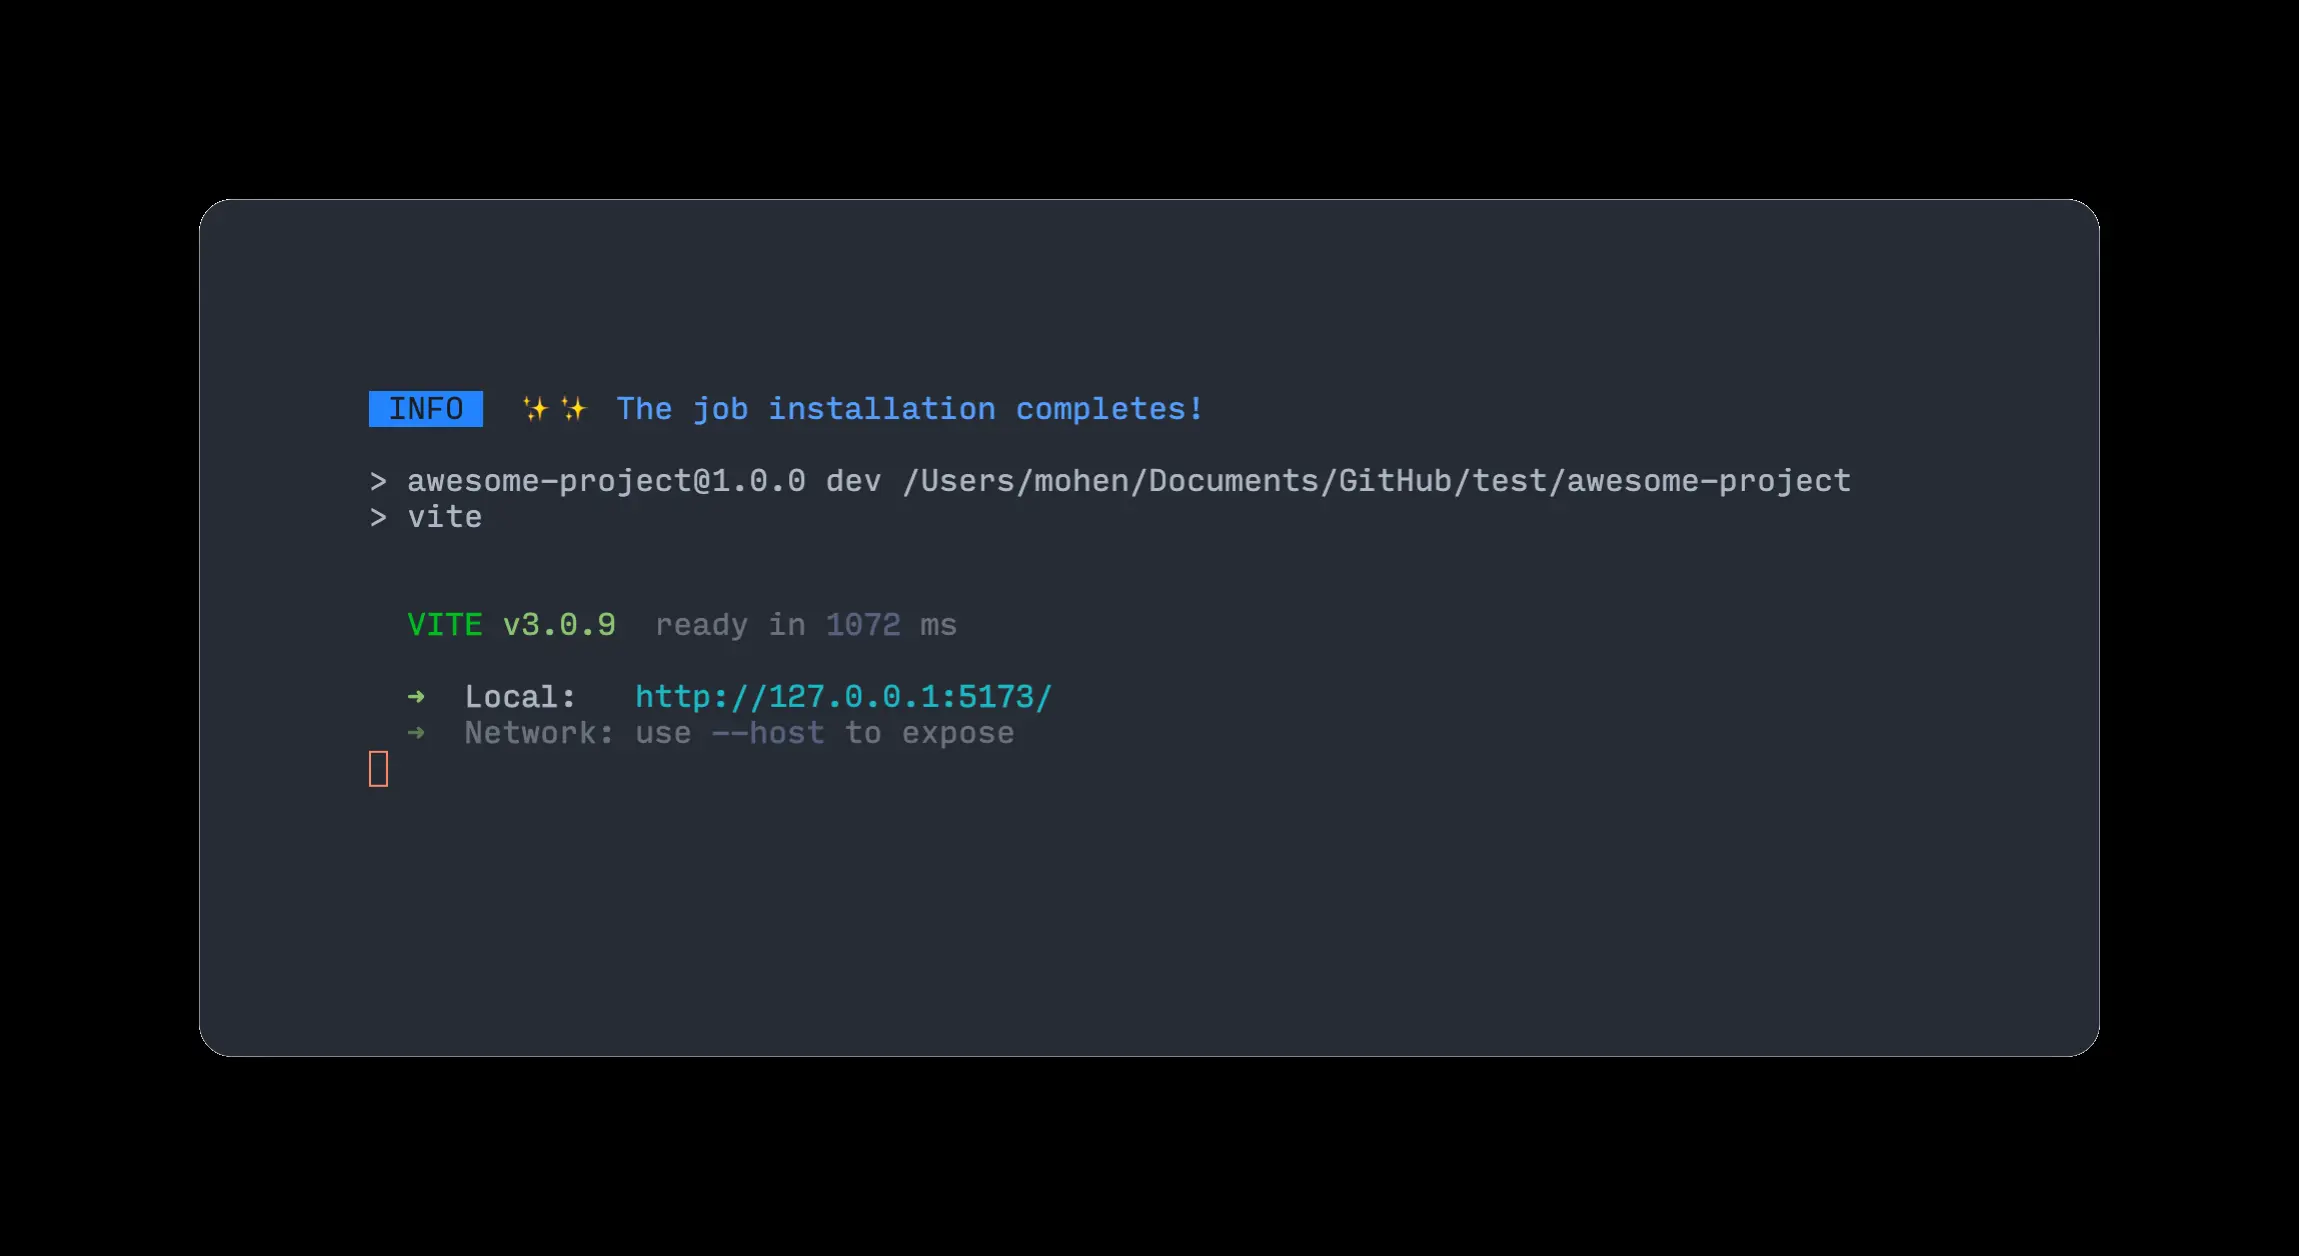 INFO ✨✨ The job installation completes!
> awesome-project@1.0.0 dev /Users/mohen/Documents/GitHub/test/awesome-project
> vite
VITE v3.0.9 ready in 1072 ms
➜ Local: http://127.0.0.1:5173/
➜ Network: use --host to expose